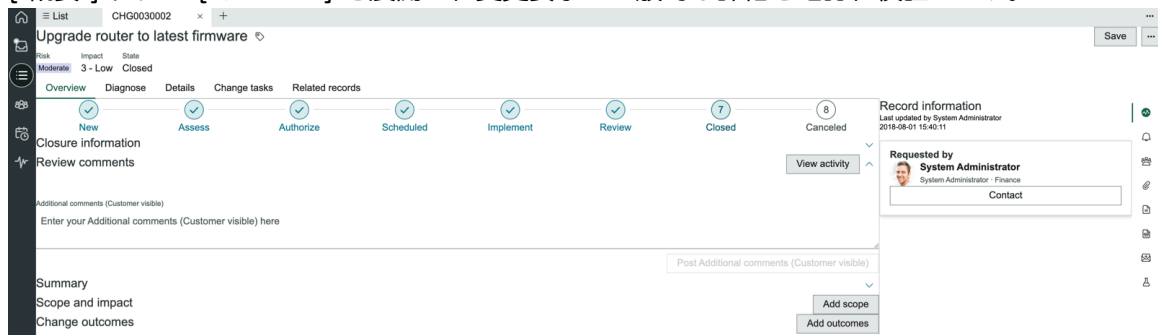 List
CHG0030002
Upgrade router to latest firmware
Save
Risk
Impact
State
Moderate
3 - Low
Closed
Overview
Diagnose
Details
Change tasks
Related records
New
Assess
Authorize
Scheduled
Implement
Review
7
Closed
8
Canceled
Closure information
Review comments
View activity
Additional comments (Customer visible)
Enter your Additional comments (Customer visible) here
Post Additional comments (Customer visible)
Summary
Scope and impact
Add scope
Change outcomes
Add outcomes
Record information
Last updated by System Administrator
2018-08-01 15:40:11
Requested by
System Administrator
System Administrator · Finance
Contact